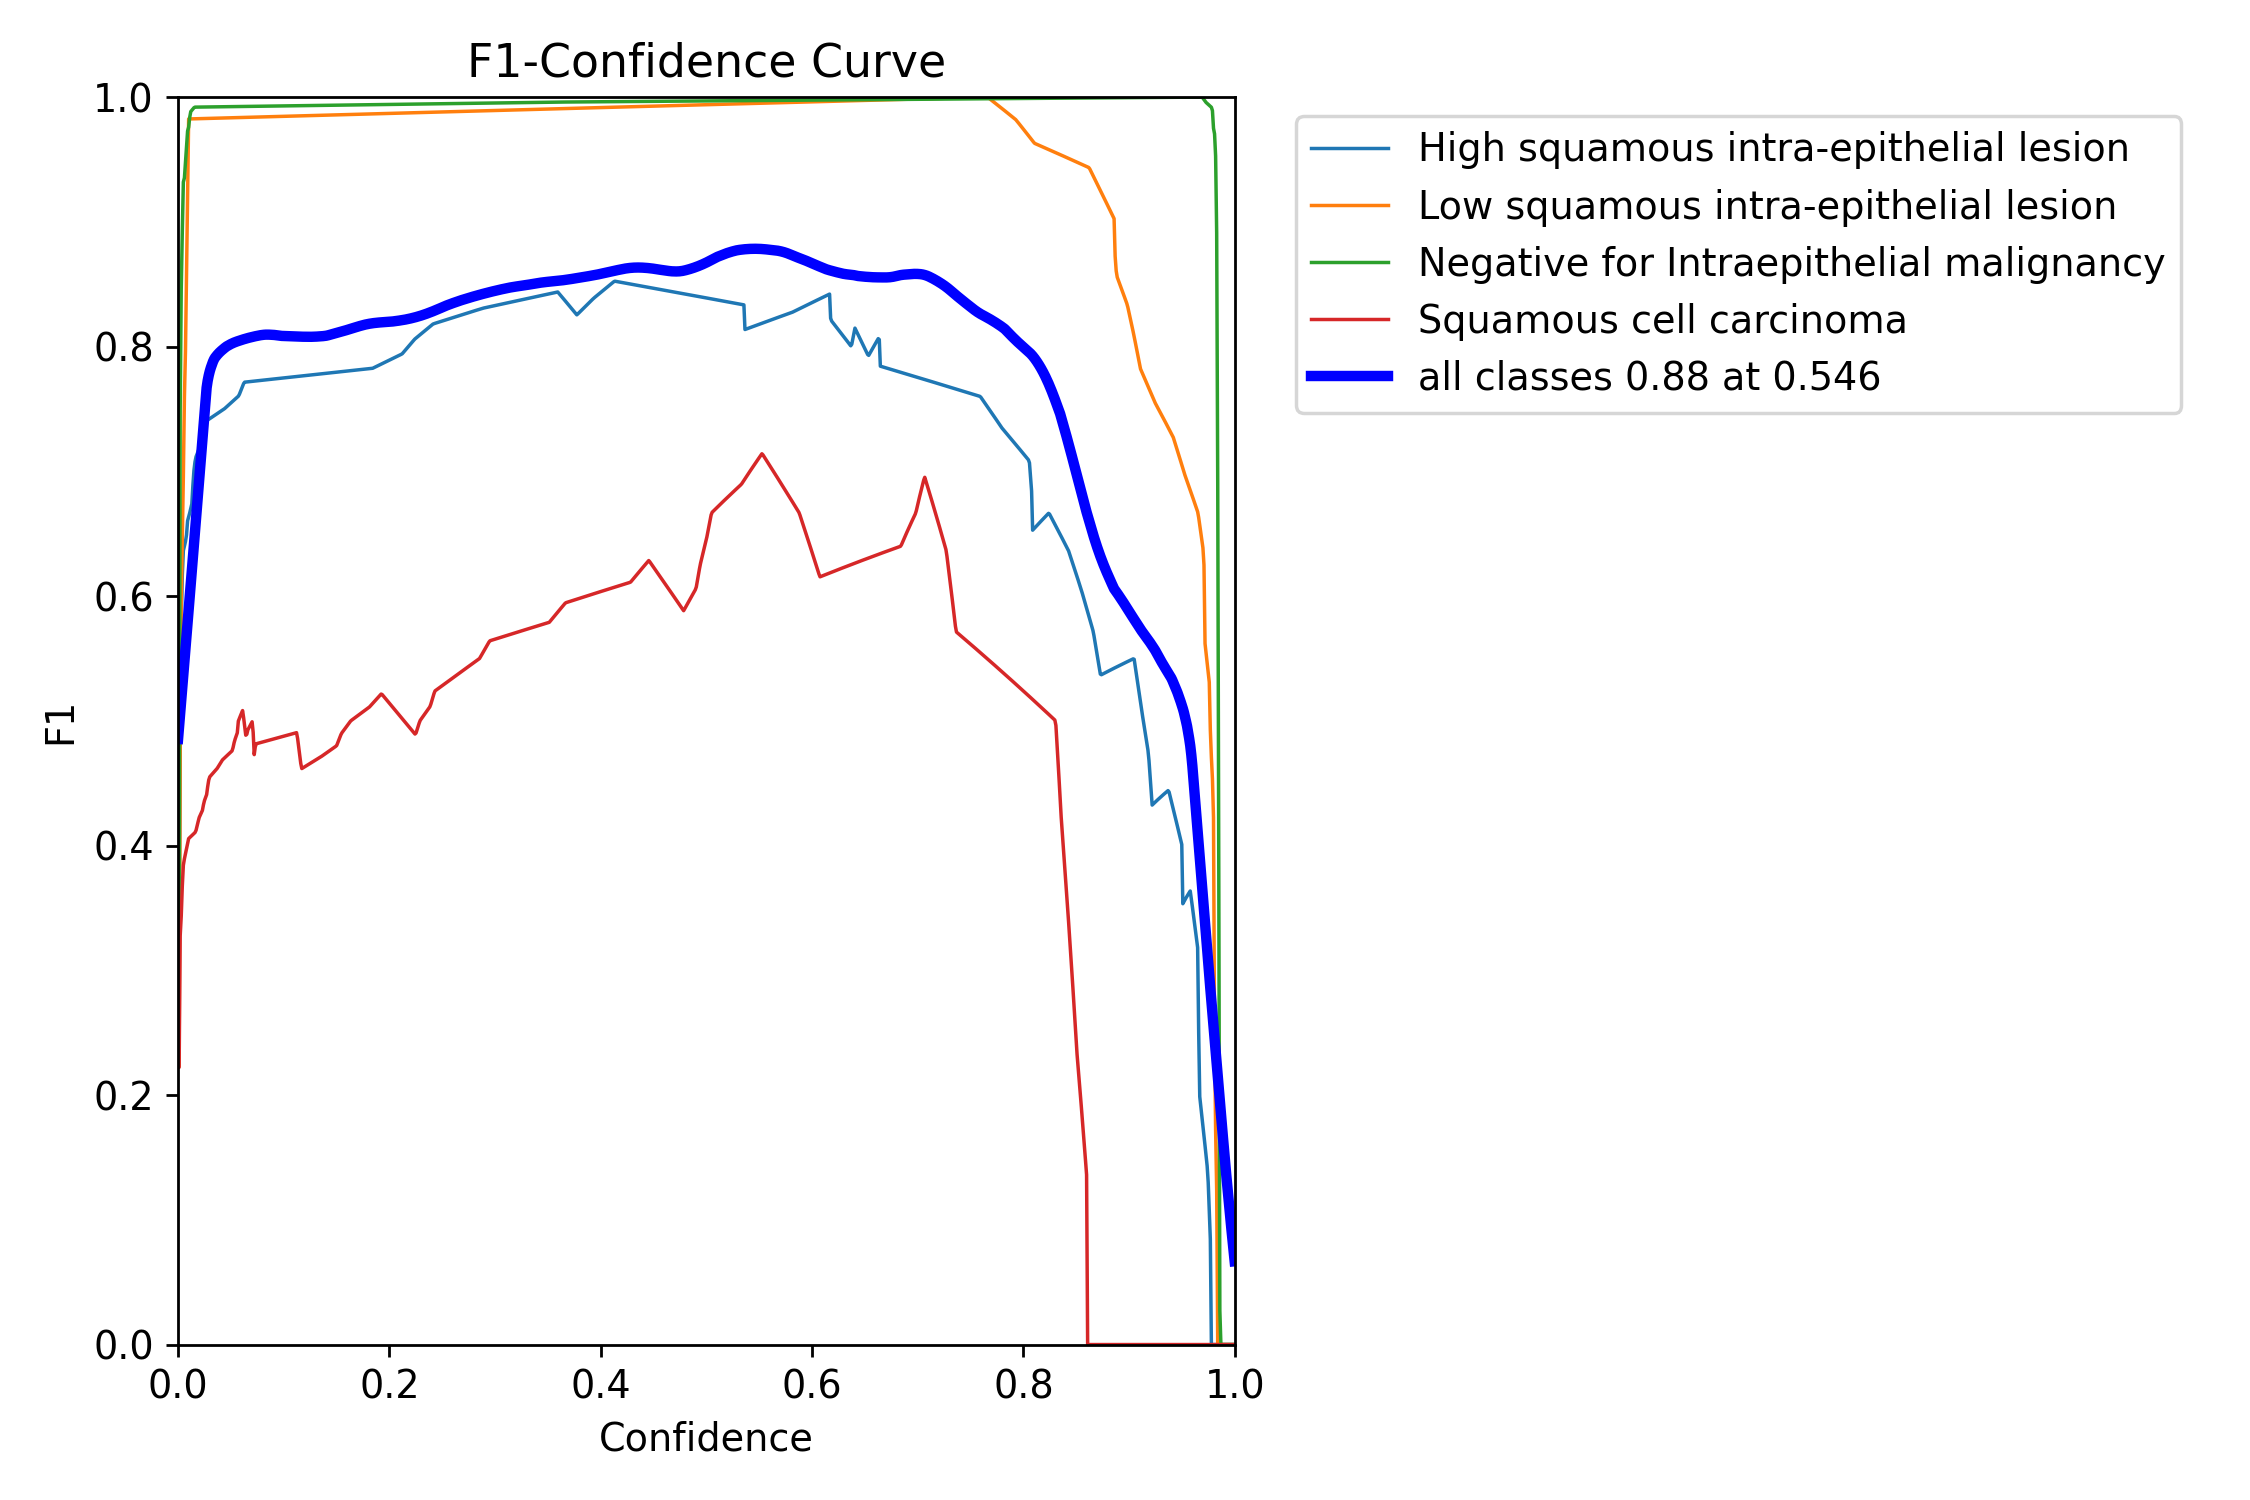 F1-Confidence Curve
1.0
0.8
0.6
0.4
0.2
0.0
F1
0.0 0.2 0.4 0.6 0.8 1.0
Confidence
High squamous intra-epithelial lesion
Low squamous intra-epithelial lesion
Negative for Intraepithelial malignancy
Squamous cell carcinoma
all classes 0.88 at 0.546